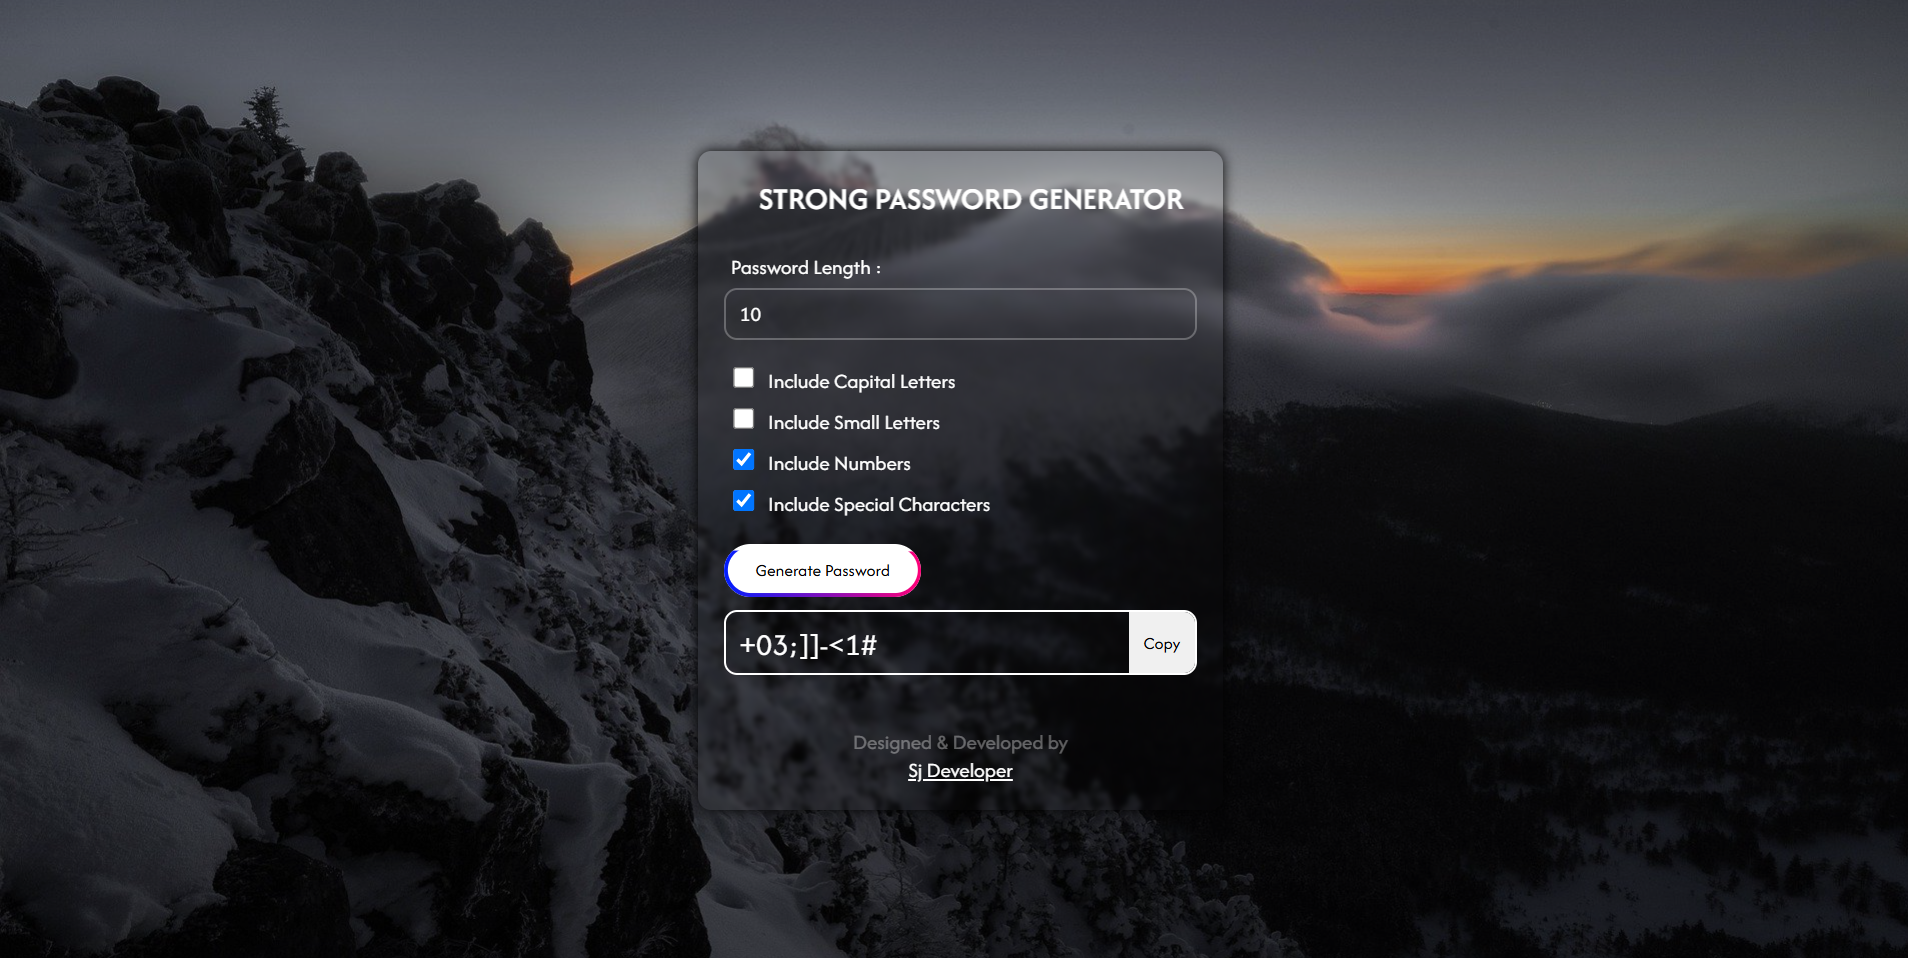 STRONG PASSWORD GENERATOR
Password Length :
10
Include Capital Letters
Include Small Letters
Include Numbers
Include Special Characters
Generate Password
+03;]]-<1#
Copy
Designed & Developed by
Sj Developer